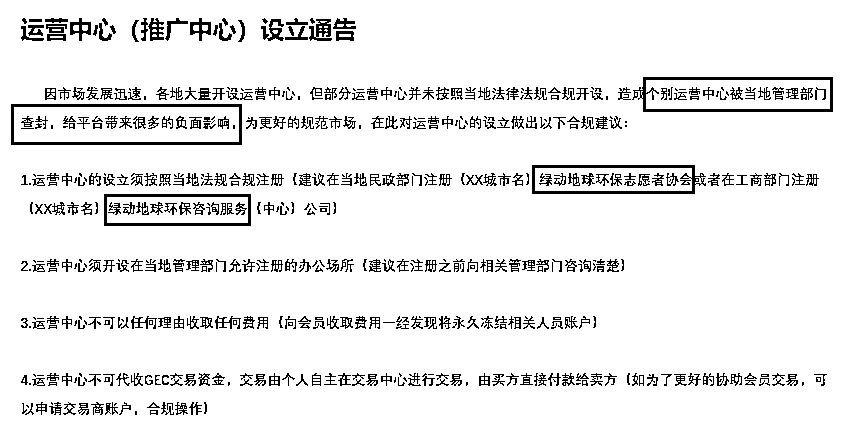 运营中心（推广中心）设立通告
因市场发展迅速，各地大量开设运营中心，但部分运营中心并未按照当地法律法规合规开设，造成个别运营中心被当地管理部门
查封，给平台带来很多的负面影响，为更好的规范市场，在此对运营中心的设立做出以下合规建议：
1.运营中心的设立须按照当地法规合规注册（建议在当地民政部门注册（XX城市名）绿动地球环保志愿者协会或者在工商部门注册
（XX城市名）绿动地球环保咨询服务（中心）公司）
2.运营中心须开设在当地管理部门允许注册的办公场所（建议在注册之前向相关管理部门咨询清楚）
3.运营中心不可以任何理由收取任何费用（向会员收取费用一经发现将永久冻结相关人员账户）
4.运营中心不可代收GEC交易资金，交易由个人自主在交易中心进行交易，由买方直接付款给卖方（如为了更好的协助会员交易，可
以申请交易商账户，合规操作）